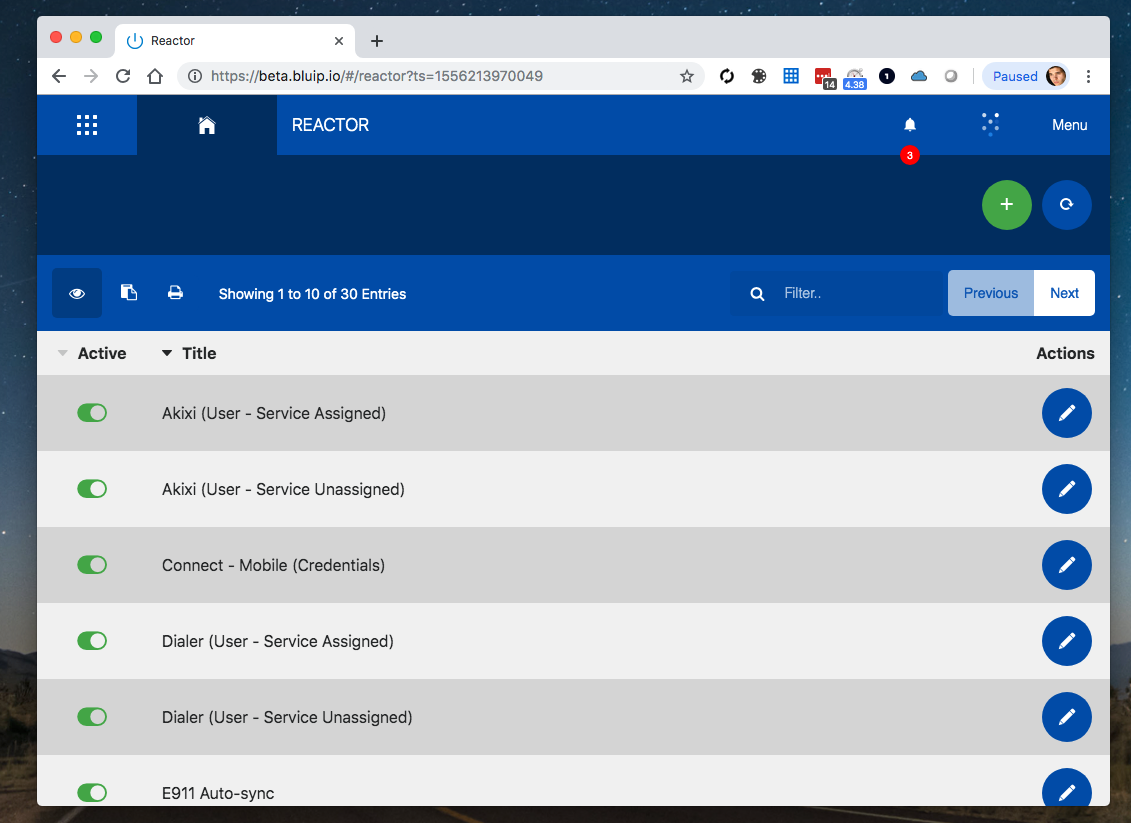 Reactor
https://beta.bluip.io/#/reactor?ts=1556213970049
14
4.38
1
Paused
REACTOR
3
Menu
Showing 1 to 10 of 30 Entries
Filter..
Previous
Next
Active
Title
Actions
Akixi (User - Service Assigned)
Akixi (User - Service Unassigned)
Connect - Mobile (Credentials)
Dialer (User - Service Assigned)
Dialer (User - Service Unassigned)
E911 Auto-sync